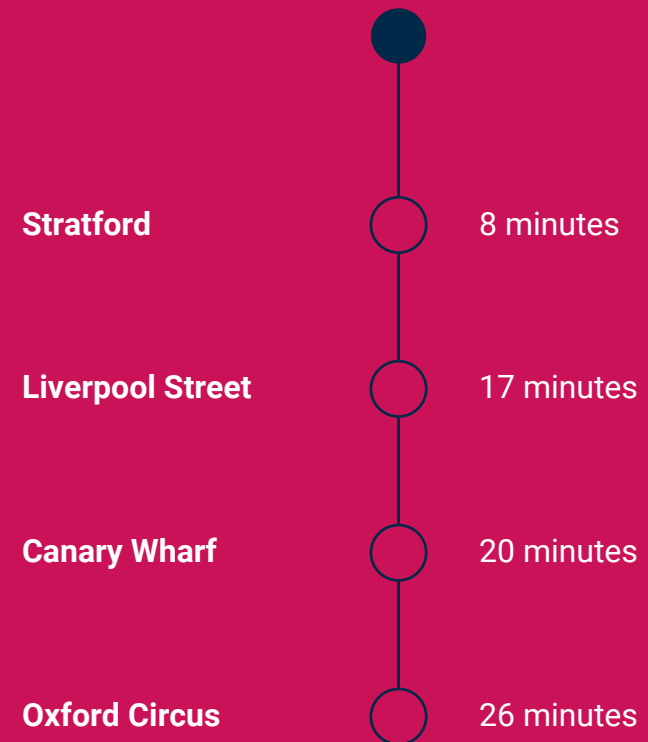 Stratford 8 minutes
Liverpool Street 17 minutes
Canary Wharf 20 minutes
Oxford Circus 26 minutes